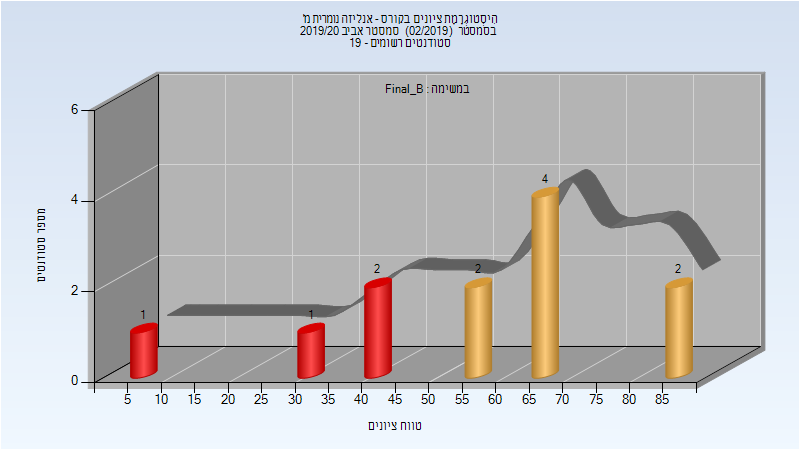 היסטוגרמת ציונים בקורס - אנליזה נומרית מ'
בסמסטר (02/2019) סמסטר אביב 2019/20
סטודנטים רשומים - 19
במשימה : Final_B
מספר סטודנטים
6
4
2
0
1
1
2
2
4
2
5 10 15 20 25 30 35 40 45 50 55 60 65 70 75 80 85
טווח ציונים